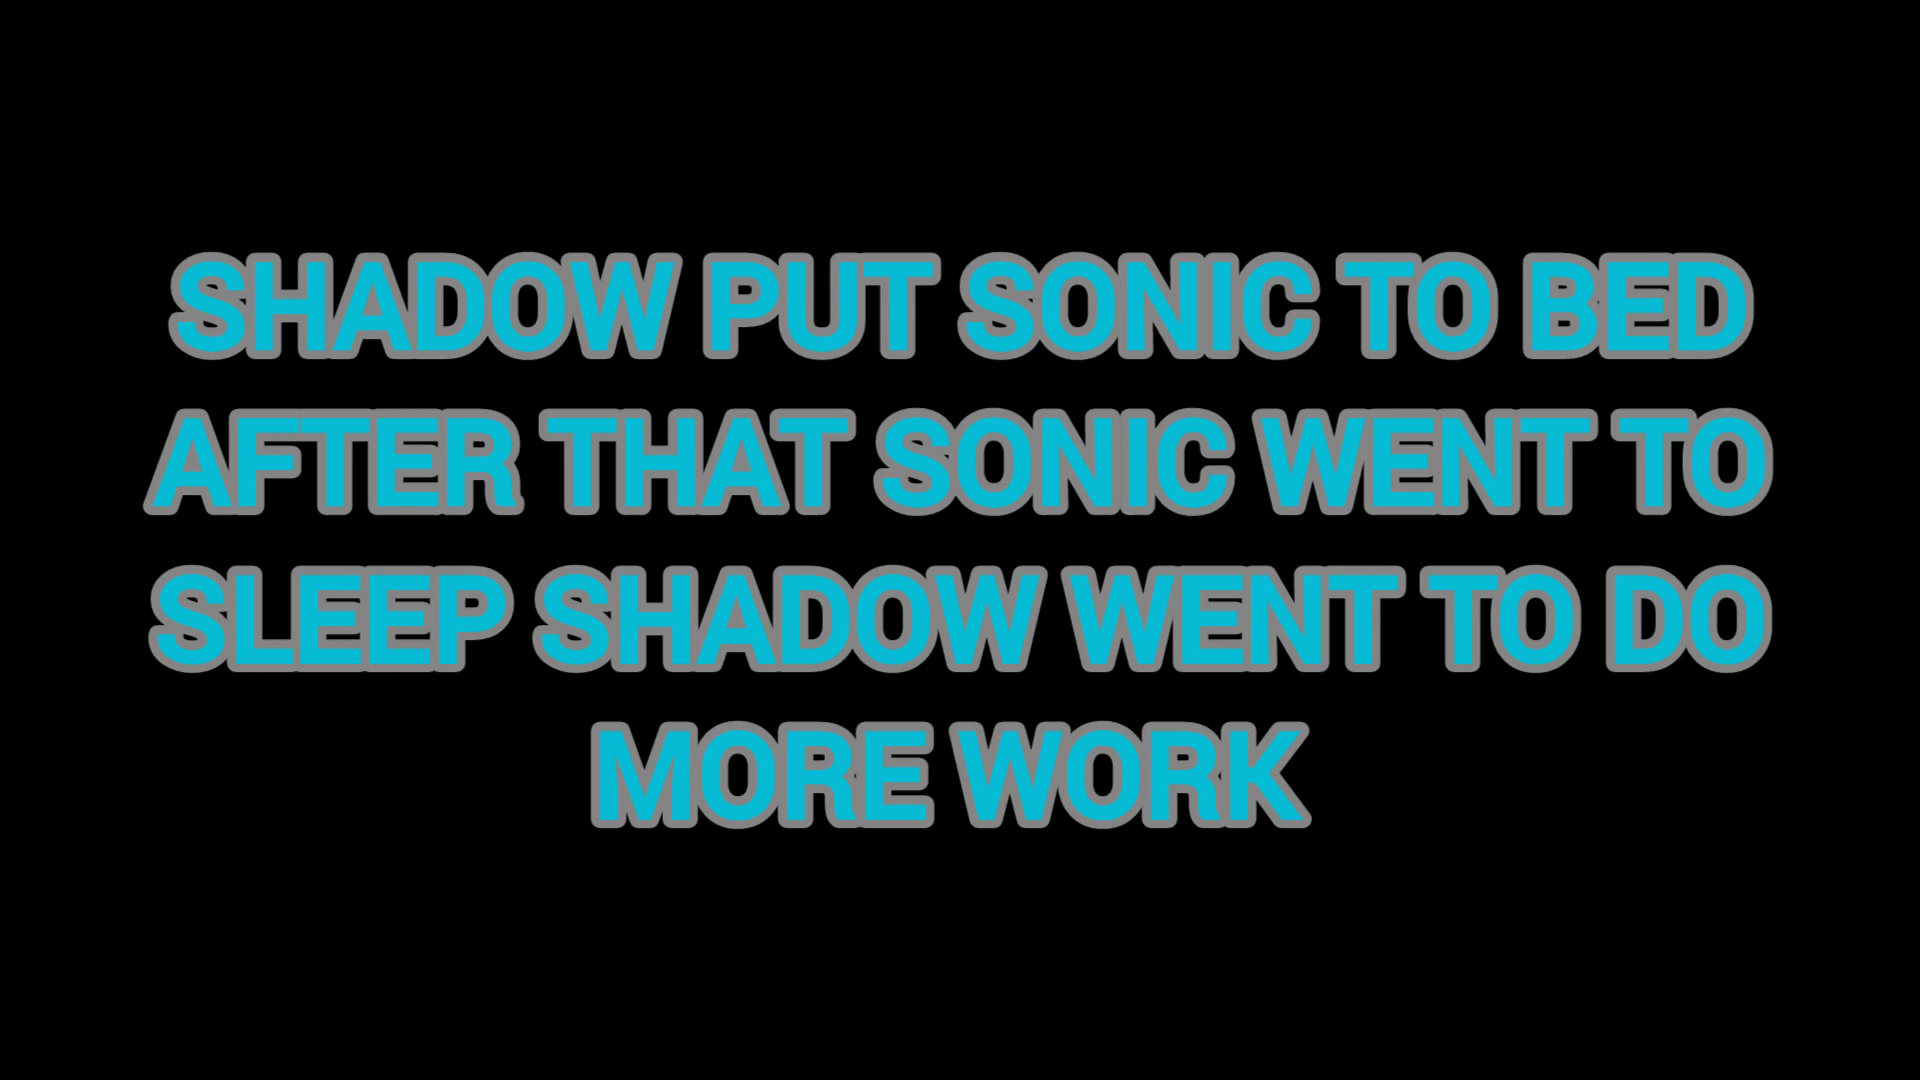 SHADOW PUT SONIC TO BED
AFTER THAT SONIC WENT TO
SLEEP SHADOW WENT TO DO
MORE WORK